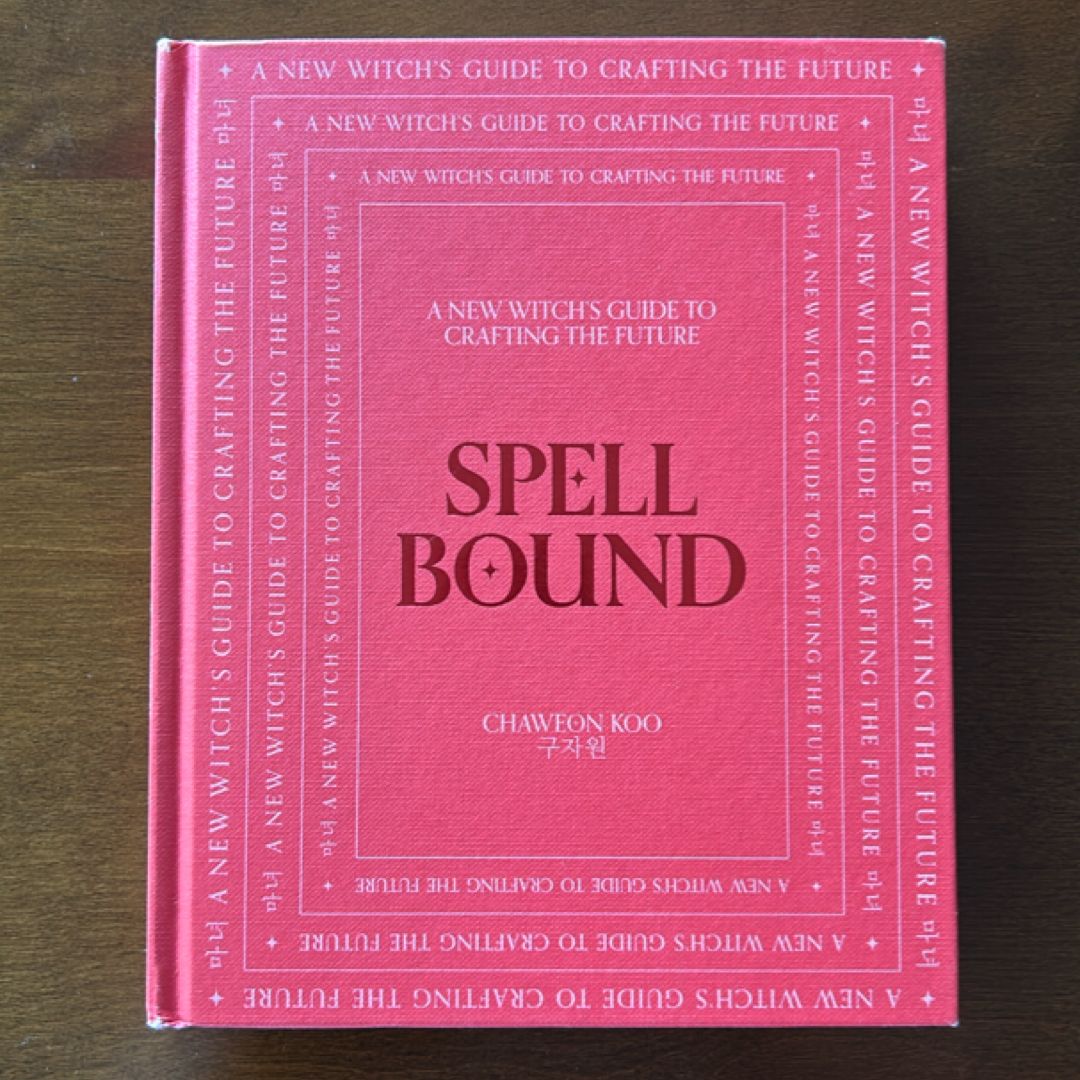 A NEW WITCH'S GUIDE TO CRAFTING THE FUTURE
마녀 A NEW WITCH'S GUIDE TO CRAFTING THE FUTURE 마녀
A NEW WITCH'S GUIDE TO CRAFTING THE FUTURE
마녀 A NEW WITCH'S GUIDE TO CRAFTING THE FUTURE 마녀
A NEW WITCH'S GUIDE TO CRAFTING THE FUTURE
마녀 A NEW WITCH'S GUIDE TO CRAFTING THE FUTURE 마녀
A NEW WITCH'S GUIDE TO CRAFTING THE FUTURE
마녀 A NEW WITCH'S GUIDE TO CRAFTING THE FUTURE 마녀
A NEW WITCH'S GUIDE TO CRAFTING THE FUTURE
마녀 A NEW WITCH'S GUIDE TO CRAFTING THE FUTURE 마녀
A NEW WITCH'S GUIDE TO CRAFTING THE FUTURE
마녀 A NEW WITCH'S GUIDE TO CRAFTING THE FUTURE 마녀
A NEW WITCH'S GUIDE TO
CRAFTING THE FUTURE
SPELL
BOUND
CHAWEON KOO
구자원